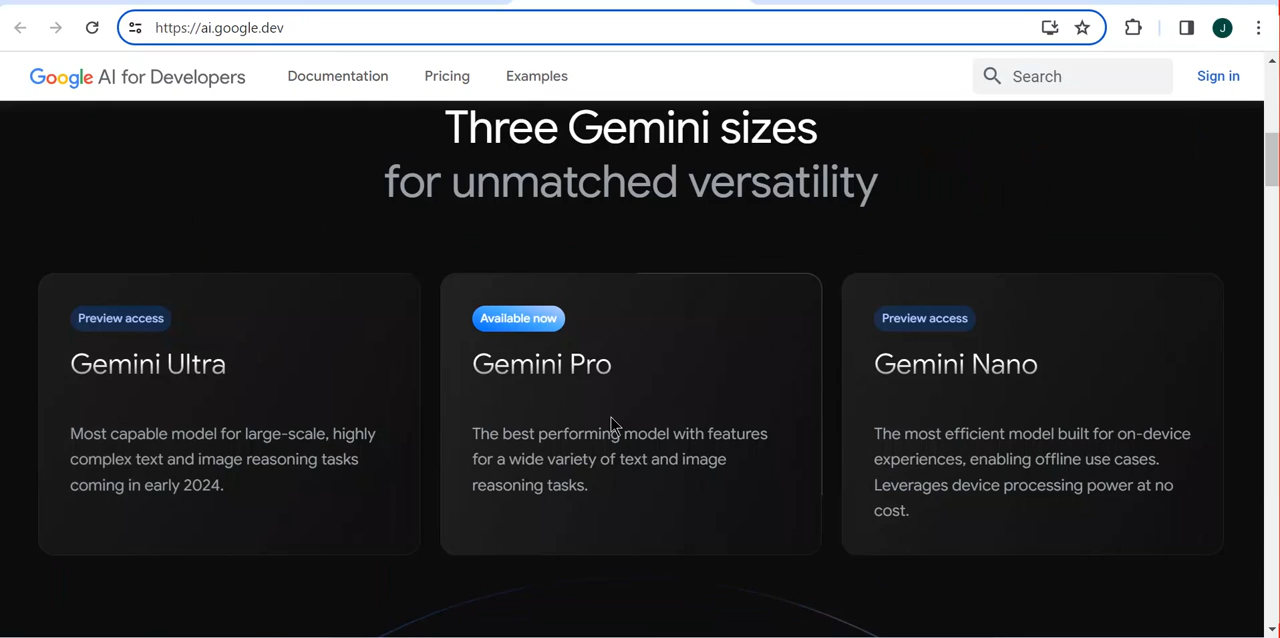 https://ai.google.dev
J
Google AI for Developers Documentation Pricing Examples Search Sign in
Three Gemini sizes
for unmatched versatility
Preview access
Gemini Ultra
Most capable model for large-scale, highly
complex text and image reasoning tasks
coming in early 2024.
Available now
Gemini Pro
The best performing model with features
for a wide variety of text and image
reasoning tasks.
Preview access
Gemini Nano
The most efficient model built for on-device
experiences, enabling offline use cases.
Leverages device processing power at no
cost.